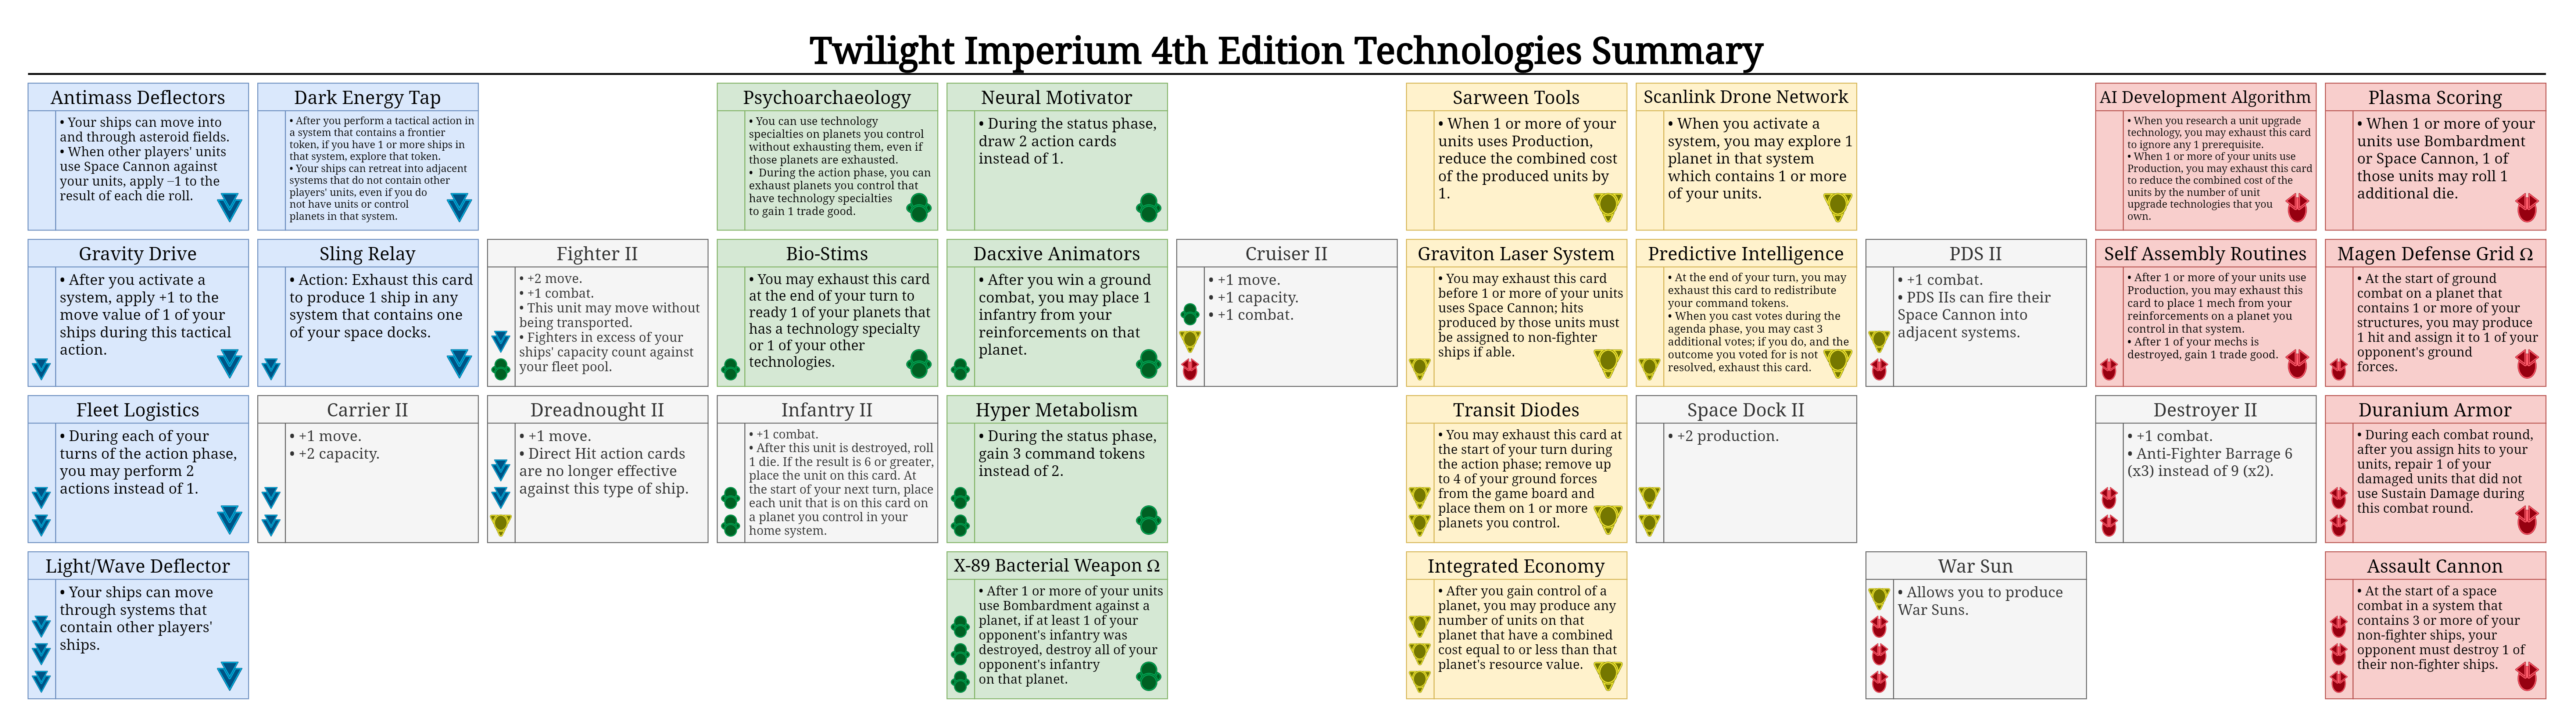 Twilight Imperium 4th Edition Technologies Summary
Antimass Deflectors
• Your ships can move into
and through asteroid fields.
• When other players' units
use Space Cannon against
your units, apply −1 to the
result of each die roll.
Dark Energy Tap
• After you perform a tactical action in
a system that contains a frontier
token, if you have 1 or more ships in
that system, explore that token.
• Your ships can retreat into adjacent
systems that do not contain other
players' units, even if you do
not have units or control
planets in that system.
Psychoarchaeology
• You can use technology
specialties on planets you control
without exhausting them, even if
those planets are exhausted.
• During the action phase, you can
exhaust planets you control that
have technology specialties
to gain 1 trade good.
Neural Motivator
• During the status phase,
draw 2 action cards
instead of 1.
Sarween Tools
• When 1 or more of your
units uses Production,
reduce the combined cost
of the produced units by
1.
Scanlink Drone Network
• When you activate a
system, you may explore 1
planet in that system
which contains 1 or more
of your units.
AI Development Algorithm
• When you research a unit upgrade
technology, you may exhaust this card
to ignore any 1 prerequisite.
• When 1 or more of your units use
Production, you may exhaust this card
to reduce the combined cost of the
units by the number of unit
upgrade technologies that you
own.
Plasma Scoring
• When 1 or more of your
units use Bombardment
or Space Cannon, 1 of
those units may roll 1
additional die.
Gravity Drive
• After you activate a
system, apply +1 to the
move value of 1 of your
ships during this tactical
action.
Sling Relay
• Action: Exhaust this card
to produce 1 ship in any
system that contains one
of your space docks.
Fighter II
• +2 move.
• +1 combat.
• This unit may move without
being transported.
• Fighters in excess of your
ships' capacity count against
your fleet pool.
Bio-Stims
• You may exhaust this card
at the end of your turn to
ready 1 of your planets that
has a technology specialty
or 1 of your other
technologies.
Dacxive Animators
• After you win a ground
combat, you may place 1
infantry from your
reinforcements on that
planet.
Cruiser II
• +1 move.
• +1 capacity.
• +1 combat.
Graviton Laser System
• You may exhaust this card
before 1 or more of your units
uses Space Cannon; hits
produced by those units must
be assigned to non-fighter
ships if able.
Predictive Intelligence
• At the end of your turn, you may
exhaust this card to redistribute
your command tokens.
• When you cast votes during the
agenda phase, you may cast 3
additional votes; if you do, and the
outcome you voted for is not
resolved, exhaust this card.
PDS II
• +1 combat.
• PDS IIs can fire their
Space Cannon into
adjacent systems.
Self Assembly Routines
• After 1 or more of your units use
Production, you may exhaust this
card to place 1 mech from your
reinforcements on a planet you
control in that system.
• After 1 of your mechs is
destroyed, gain 1 trade good.
Magen Defense Grid Ω
• At the start of ground
combat on a planet that
contains 1 or more of your
structures, you may produce
1 hit and assign it to 1 of your
opponent's ground
forces.
Fleet Logistics
• During each of your
turns of the action phase,
you may perform 2
actions instead of 1.
Carrier II
• +1 move.
• +2 capacity.
Dreadnought II
• +1 move.
• Direct Hit action cards
are no longer effective
against this type of ship.
Infantry II
• +1 combat.
• After this unit is destroyed, roll
1 die. If the result is 6 or greater,
place the unit on this card. At
the start of your next turn, place
each unit that is on this card on
a planet you control in your
home system.
Hyper Metabolism
• During the status phase,
gain 3 command tokens
instead of 2.
Transit Diodes
• You may exhaust this card at
the start of your turn during
the action phase; remove up
to 4 of your ground forces
from the game board and
place them on 1 or more
planets you control.
Space Dock II
• +2 production.
Destroyer II
• +1 combat.
• Anti-Fighter Barrage 6
(x3) instead of 9 (x2).
Duranium Armor
• During each combat round,
after you assign hits to your
units, repair 1 of your
damaged units that did not
use Sustain Damage during
this combat round.
Light/Wave Deflector
• Your ships can move
through systems that
contain other players'
ships.
X-89 Bacterial Weapon Ω
• After 1 or more of your units
use Bombardment against a
planet, if at least 1 of your
opponent's infantry was
destroyed, destroy all of your
opponent's infantry
on that planet.
Integrated Economy
• After you gain control of a
planet, you may produce any
number of units on that
planet that have a combined
cost equal to or less than that
planet's resource value.
War Sun
• Allows you to produce
War Suns.
Assault Cannon
• At the start of a space
combat in a system that
contains 3 or more of your
non-fighter ships, your
opponent must destroy 1 of
their non-fighter ships.